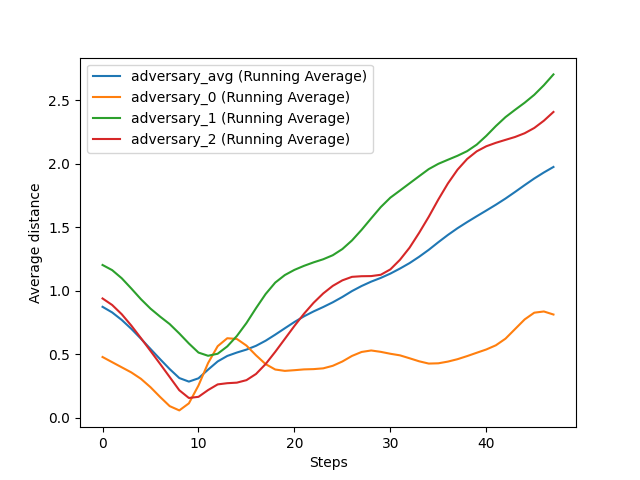 adversary_avg (Running Average)
adversary_0 (Running Average)
adversary_1 (Running Average)
adversary_2 (Running Average)
2.5
2.0
1.5
1.0
0.5
0.0
Average distance
0 10 20 30 40
Steps